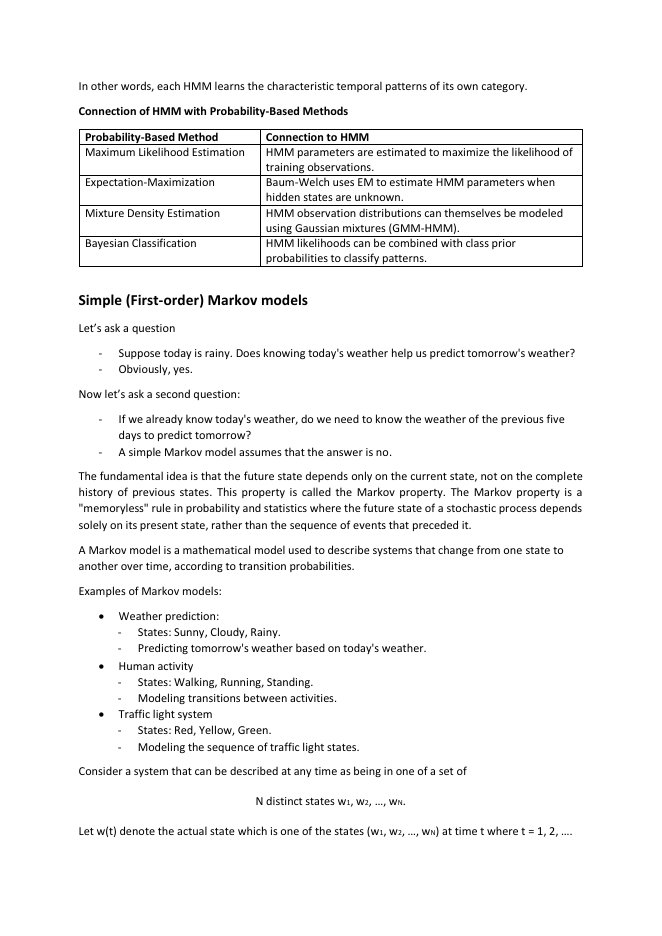 In other words, each HMM learns the characteristic temporal patterns of its own category.
Connection of HMM with Probability-Based Methods
Probability-Based Method Connection to HMM
Maximum Likelihood Estimation HMM parameters are estimated to maximize the likelihood of
training observations.
Expectation-Maximization Baum-Welch uses EM to estimate HMM parameters when
hidden states are unknown.
Mixture Density Estimation HMM observation distributions can themselves be modeled
using Gaussian mixtures (GMM-HMM).
Bayesian Classification HMM likelihoods can be combined with class prior
probabilities to classify patterns.
Simple (First-order) Markov models
Let’s ask a question
- Suppose today is rainy. Does knowing today's weather help us predict tomorrow's weather?
- Obviously, yes.
Now let’s ask a second question:
- If we already know today's weather, do we need to know the weather of the previous five
days to predict tomorrow?
- A simple Markov model assumes that the answer is no.
The fundamental idea is that the future state depends only on the current state, not on the complete
history of previous states. This property is called the Markov property. The Markov property is a
"memoryless" rule in probability and statistics where the future state of a stochastic process depends
solely on its present state, rather than the sequence of events that preceded it.
A Markov model is a mathematical model used to describe systems that change from one state to
another over time, according to transition probabilities.
Examples of Markov models:
• Weather prediction:
- States: Sunny, Cloudy, Rainy.
- Predicting tomorrow's weather based on today's weather.
• Human activity
- States: Walking, Running, Standing.
- Modeling transitions between activities.
• Traffic light system
- States: Red, Yellow, Green.
- Modeling the sequence of traffic light states.
Consider a system that can be described at any time as being in one of a set of
N distinct states w₁, w₂, …, wN.
Let w(t) denote the actual state which is one of the states (w₁, w₂, …, wN) at time t where t = 1, 2, ….